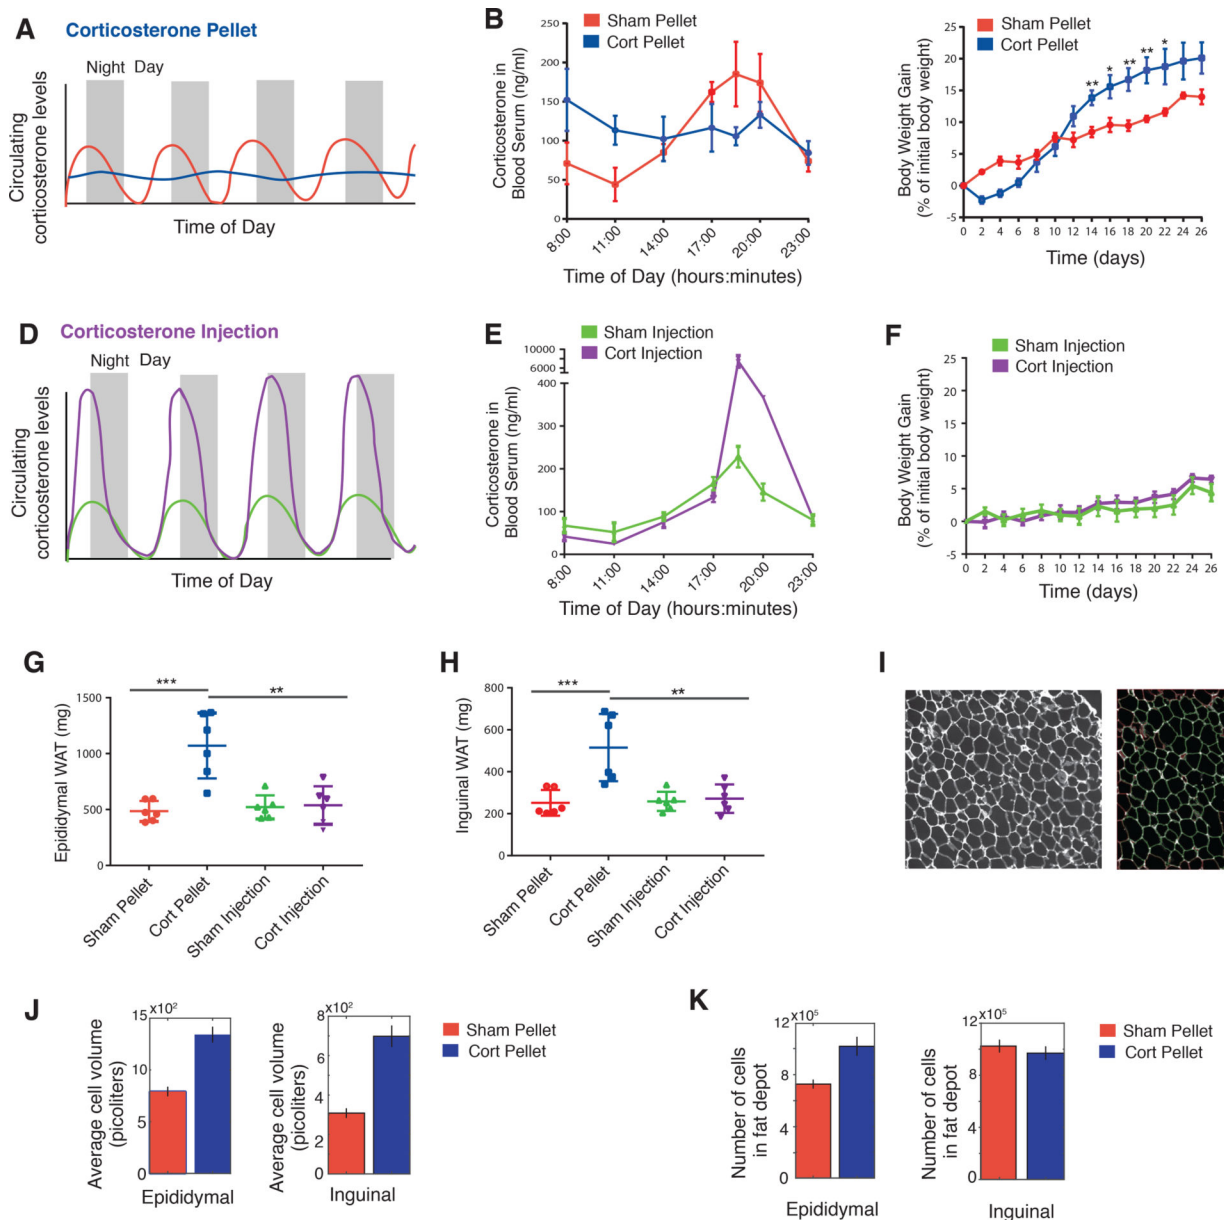 A
Corticosterone Pellet
Night Day
Circulating
corticosterone levels
Time of Day
B
Sham Pellet
Cort Pellet
Corticosterone in
Blood Serum (ng/ml)
250
200
150
100
50
0
8:00
11:00
14:00
17:00
20:00
23:00
Time of Day (hours:minutes)
Sham Pellet
Cort Pellet
Body Weight Gain
(% of initial body weight)
25
20
15
10
5
0
-5
** * ** ** *
0 2 4 6 8 10 12 14 16 18 20 22 24 26
Time (days)
D
Corticosterone Injection
Night Day
Circulating
corticosterone levels
Time of Day
E
Sham Injection
Cort Injection
Corticosterone in
Blood Serum (ng/ml)
10000
6000
400
300
200
100
0
8:00
11:00
14:00
17:00
20:00
23:00
Time of Day (hours:minutes)
F
Sham Injection
Cort Injection
Body Weight Gain
(% of initial body weight)
25
20
15
10
5
0
-5
0 2 4 6 8 10 12 14 16 18 20 22 24 26
Time (days)
G
*** **
Epididymal WAT (mg)
1500
1000
500
0
Sham Pellet
Cort Pellet
Sham Injection
Cort Injection
H
*** **
Inguinal WAT (mg)
800
600
400
200
0
Sham Pellet
Cort Pellet
Sham Injection
Cort Injection
I
J
Average cell volume
(picoliters)
x10²
15
10
5
0
Epididymal
Average cell volume
(picoliters)
x10²
8
6
4
2
0
Inguinal
Sham Pellet
Cort Pellet
K
Number of cells
in fat depot
x10⁵
12
8
4
0
Epididymal
Number of cells
in fat depot
x10⁵
12
8
4
0
Inguinal
Sham Pellet
Cort Pellet